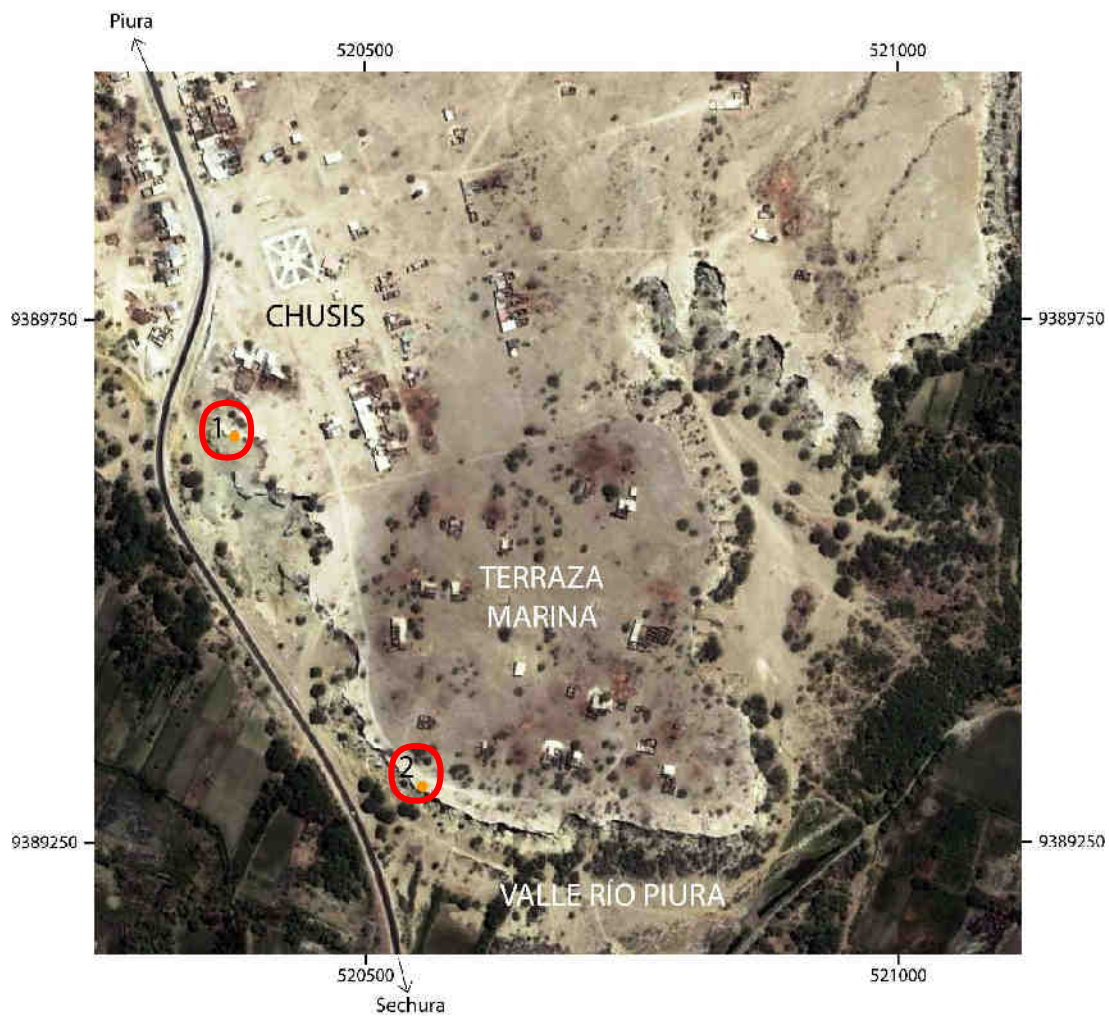 Piura
520500
521000
9389750
CHUSIS
9389750
1
TERRAZA
MARINA
2
9389250
9389250
VALLE RÍO PIURA
520500
521000
Sechura